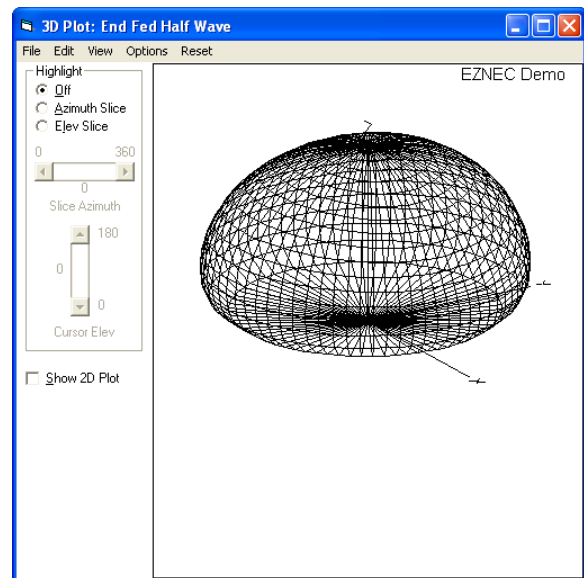 3D Plot: End Fed Half Wave
File Edit View Options Reset
EZNEC Demo
Highlight
Off
Azimuth Slice
Elev Slice
0 360
0
Slice Azimuth
180
0
0
Cursor Elev
Show 2D Plot